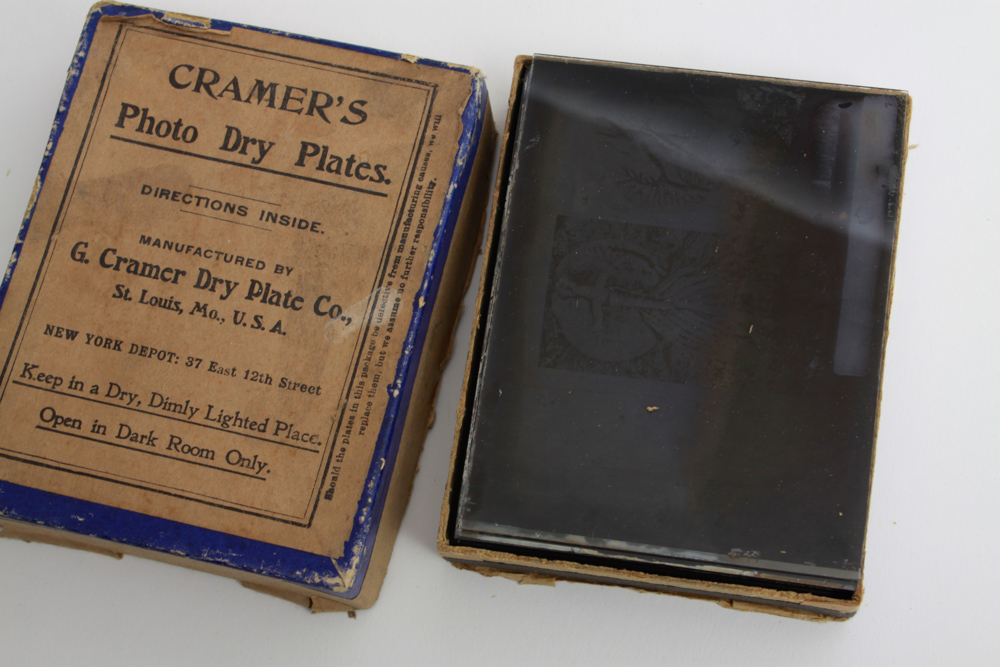 CRAMER'S
Photo Dry Plates.
DIRECTIONS INSIDE.
MANUFACTURED BY
G. Cramer Dry Plate Co.,
St. Louis, Mo., U.S.A.
NEW YORK DEPOT: 37 East 12th Street
Keep in a Dry, Dimly Lighted Place.
Open in Dark Room Only.
Should the plates in this package be defective from manufacturing causes, we will
replace them, but we assume no further responsibility.